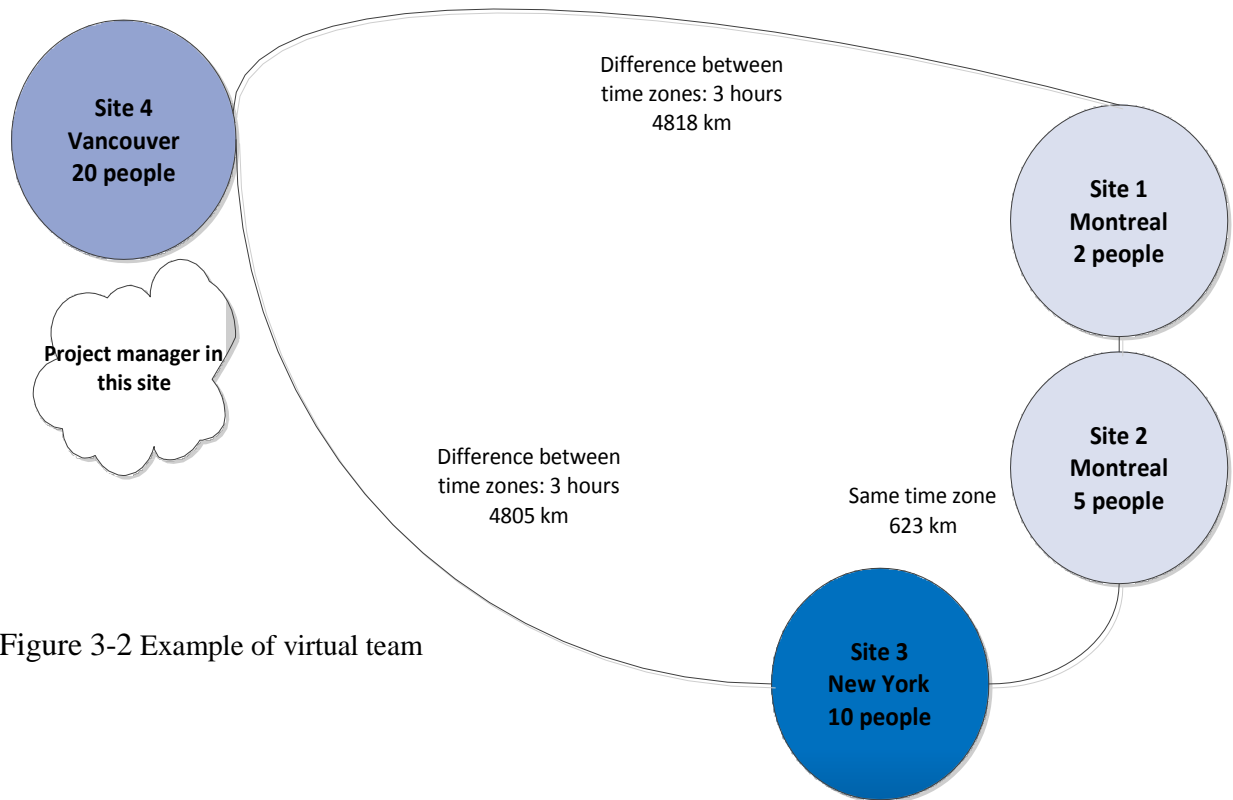 Site 4
Vancouver
20 people
Difference between
time zones: 3 hours
4818 km
Site 1
Montreal
2 people
Project manager in
this site
Difference between
time zones: 3 hours
4805 km
Same time zone
623 km
Site 2
Montreal
5 people
Figure 3-2 Example of virtual team
Site 3
New York
10 people